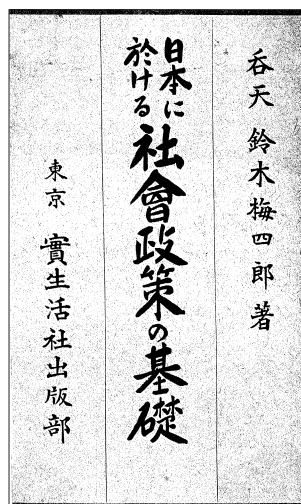 呑天 鈴木梅四郎著
日本に於ける社會政策の基礎
東京 實生活社出版部